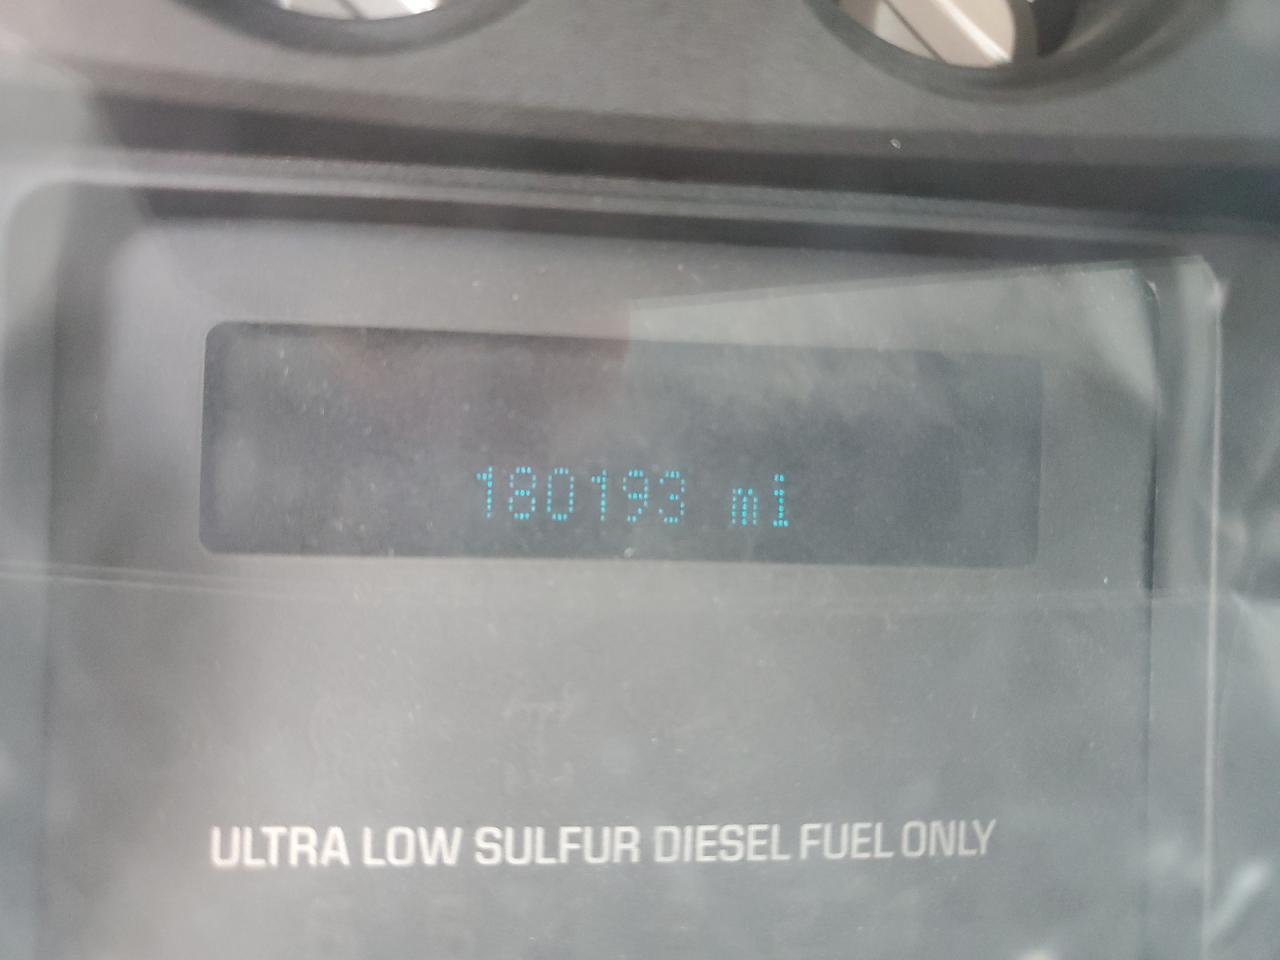 180193 mi
ULTRA LOW SULFUR DIESEL FUEL ONLY